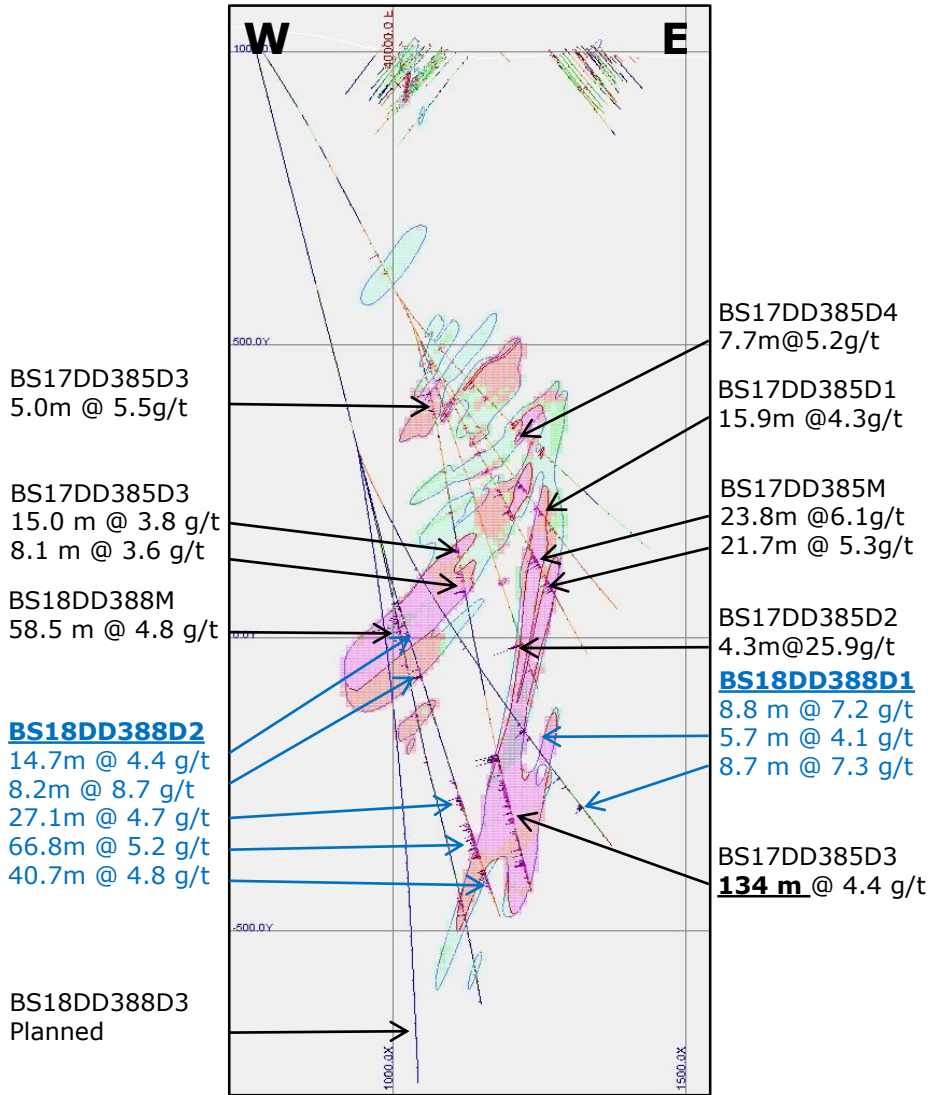 W
E
40000.0 E
1000.0Y
500.0Y
0.0Y
-500.0Y
1000.0X
1500.0X
BS17DD385D3
5.0m @ 5.5g/t
BS17DD385D3
15.0 m @ 3.8 g/t
8.1 m @ 3.6 g/t
BS18DD388M
58.5 m @ 4.8 g/t
BS18DD388D2
14.7m @ 4.4 g/t
8.2m @ 8.7 g/t
27.1m @ 4.7 g/t
66.8m @ 5.2 g/t
40.7m @ 4.8 g/t
BS18DD388D3
Planned
BS17DD385D4
7.7m@5.2g/t
BS17DD385D1
15.9m @4.3g/t
BS17DD385M
23.8m @6.1g/t
21.7m @ 5.3g/t
BS17DD385D2
4.3m@25.9g/t
BS18DD388D1
8.8 m @ 7.2 g/t
5.7 m @ 4.1 g/t
8.7 m @ 7.3 g/t
BS17DD385D3
134 m @ 4.4 g/t